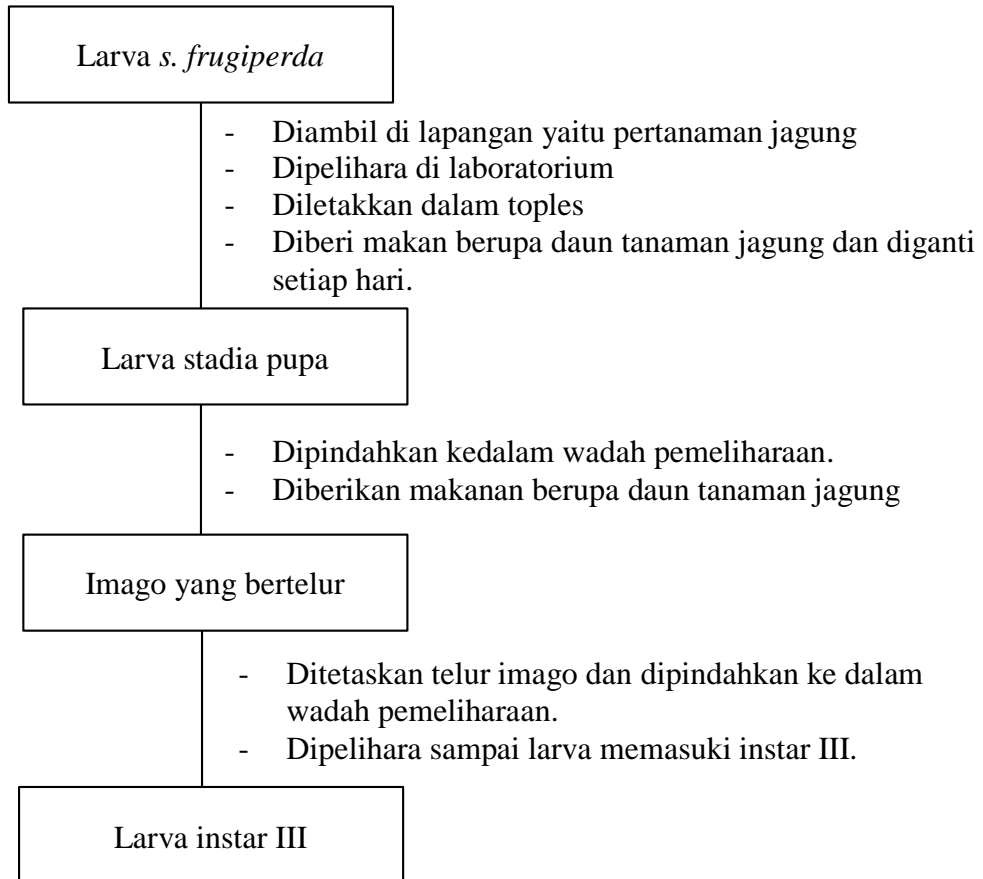 Larva s. frugiperda
- Diambil di lapangan yaitu pertanaman jagung
- Dipelihara di laboratorium
- Diletakkan dalam toples
- Diberi makan berupa daun tanaman jagung dan diganti
setiap hari.
Larva stadia pupa
- Dipindahkan kedalam wadah pemeliharaan.
- Diberikan makanan berupa daun tanaman jagung
Imago yang bertelur
- Ditetaskan telur imago dan dipindahkan ke dalam
wadah pemeliharaan.
- Dipelihara sampai larva memasuki instar III.
Larva instar III